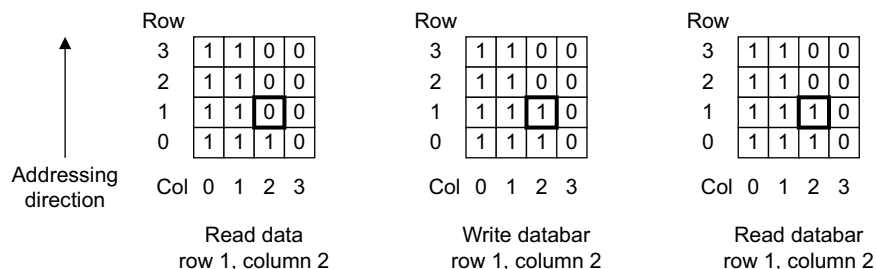 Row Row Row
3 1 1 0 0 3 1 1 0 0 3 1 1 0 0
2 1 1 0 0 2 1 1 0 0 2 1 1 0 0
1 1 1 0 0 1 1 1 1 0 1 1 1 1 0
0 1 1 1 0 0 1 1 1 0 0 1 1 1 0
Addressing
direction
Col 0 1 2 3 Col 0 1 2 3 Col 0 1 2 3
Read data Write databar Read databar
row 1, column 2 row 1, column 2 row 1, column 2